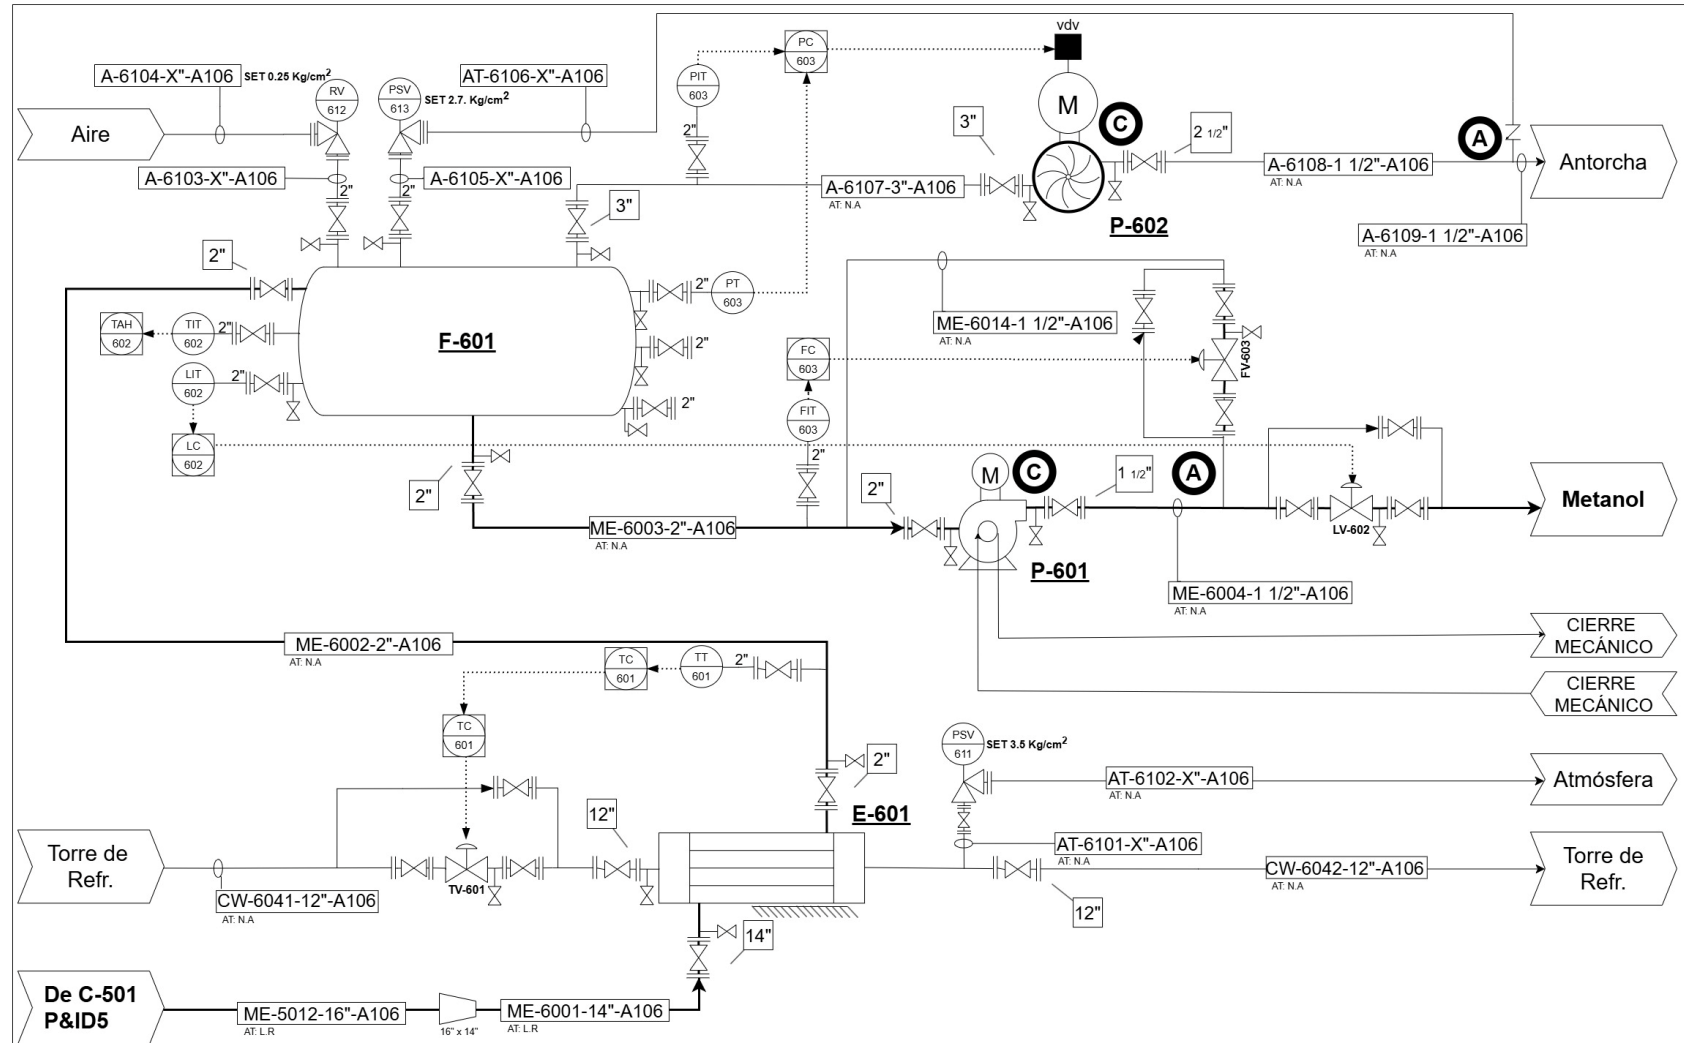 vdv
A-6104-X"-A106
SET 0.25 Kg/cm²
RV
612
PSV
613
SET 2.7. Kg/cm²
AT-6106-X"-A106
PIT
603
PC
603
M
C
3"
2 1/2"
A
Aire
2"
A-6108-1 1/2"-A106
AT: N.A
Antorcha
A-6103-X"-A106
2"
2"
A-6105-X"-A106
3"
A-6107-3"-A106
AT: N.A
P-602
A-6109-1 1/2"-A106
AT: N.A
2"
2"
PT
603
ME-6014-1 1/2"-A106
AT: N.A
TAH
602
TIT
602
2"
F-601
2"
FC
603
FV-603
LIT
602
2"
2"
FIT
603
2"
LC
602
2"
M
C
1 1/2"
A
2"
ME-6003-2"-A106
AT: N.A
LV-602
Metanol
P-601
ME-6004-1 1/2"-A106
AT: N.A
CIERRE
MECÁNICO
ME-6002-2"-A106
AT: N.A
TC
601
TT
601
2"
CIERRE
MECÁNICO
TC
601
PSV
611
SET 3.5 Kg/cm²
2"
AT-6102-X"-A106
AT: N.A
Atmósfera
12"
E-601
Torre de
Refr.
TV-601
AT-6101-X"-A106
AT: N.A
CW-6042-12"-A106
AT: N.A
Torre de
Refr.
CW-6041-12"-A106
AT: N.A
12"
14"
De C-501
P&ID5
ME-5012-16"-A106
AT: L.R
16" x 14"
ME-6001-14"-A106
AT: L.R